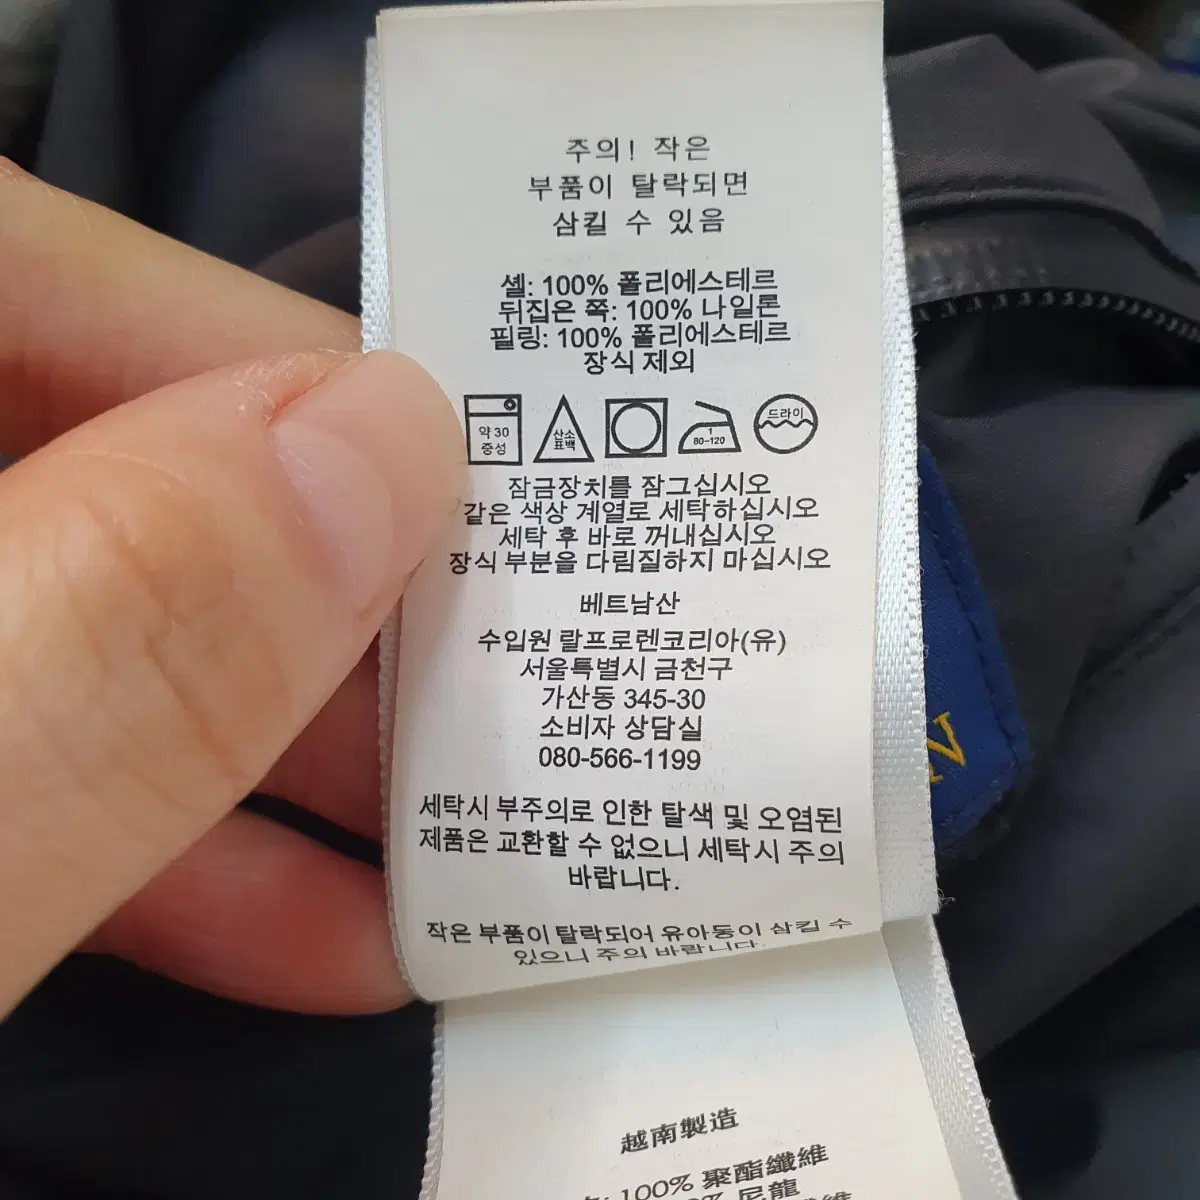 주의! 작은
부품이 탈락되면
삼킬 수 있음
셸: 100% 폴리에스테르
뒤집은 쪽: 100% 나일론
필링: 100% 폴리에스테르
장식 제외
약 30
중성
산소
표백
1
80-120
드라이
잠금장치를 잠그십시오
같은 색상 계열로 세탁하십시오
세탁 후 바로 꺼내십시오
장식 부분을 다림질하지 마십시오
베트남산
수입원 랄프로렌코리아(유)
서울특별시 금천구
가산동 345-30
소비자 상담실
080-566-1199
세탁시 부주의로 인한 탈색 및 오염된
제품은 교환할 수 없으니 세탁시 주의
바랍니다.
작은 부품이 탈락되어 유아동이 삼킬 수
있으니 주의 바랍니다.
越南製造
100% 聚酯纖維
尼龍